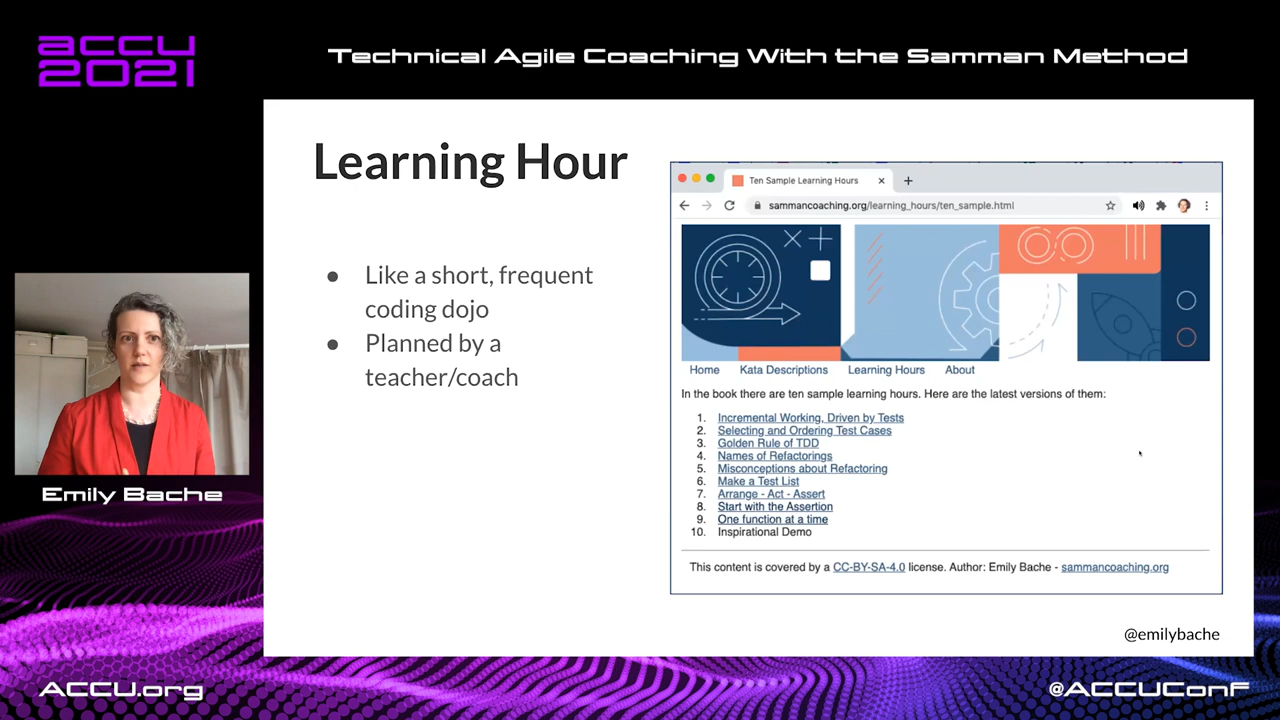 ACCU
2021
Technical Agile Coaching With the Samman Method
Learning Hour
● Like a short, frequent
coding dojo
● Planned by a
teacher/coach
Ten Sample Learning Hours
sammancoaching.org/learning_hours/ten_sample.html
Home Kata Descriptions Learning Hours About
In the book there are ten sample learning hours. Here are the latest versions of them:
1. Incremental Working, Driven by Tests
2. Selecting and Ordering Test Cases
3. Golden Rule of TDD
4. Names of Refactorings
5. Misconceptions about Refactoring
6. Make a Test List
7. Arrange - Act - Assert
8. Start with the Assertion
9. One function at a time
10. Inspirational Demo
This content is covered by a CC-BY-SA-4.0 license. Author: Emily Bache - sammancoaching.org
@emilybache
Emily Bache
ACCU.org
@ACCUConf